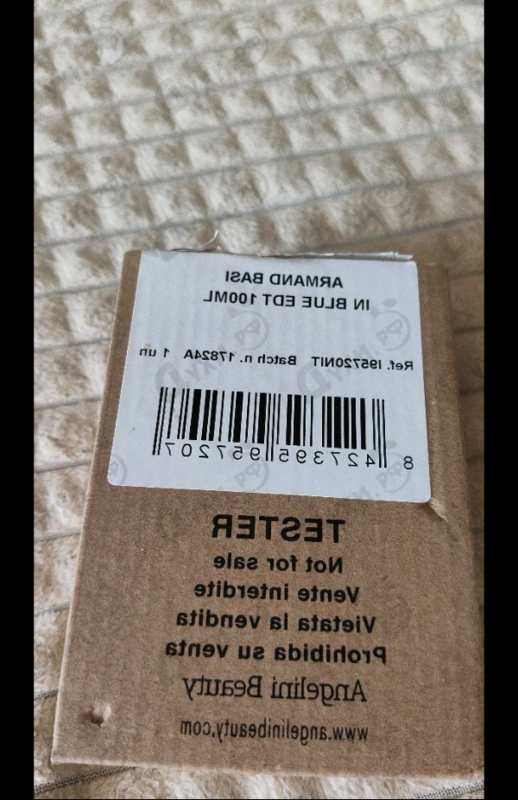 ARMAND BASI
IN BLUE EDT 100ML
Ref. I95720NIT Batch n. 17824A 1 un
8 427395 957207
TESTER
Not for sale
Vente interdite
Vietata la vendita
Prohibida su venta
Angelini Beauty
www.angelinibeauty.com